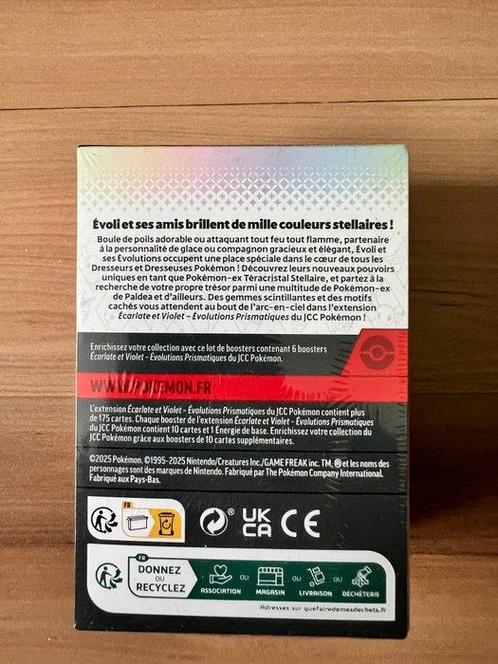 Évoli et ses amis brillent de mille couleurs stellaires !
Boule de poils adorable ou attaquant tout feu tout flamme, partenaire
à la personnalité de glace ou compagnon gracieux et élégant, Évoli et
ses Évolutions occupent une place spéciale dans le cœur de tous les
Dresseurs et Dresseuses Pokémon ! Découvrez leurs nouveaux pouvoirs
uniques en tant que Pokémon-ex Téracristal Stellaire, et partez à la
recherche de votre propre trésor parmi une multitude de Pokémon-ex
de Paldea et d'ailleurs. Des gemmes scintillantes et des motifs
cachés vous attendent au bout de l'arc-en-ciel dans l'extension
Écarlate et Violet – Évolutions Prismatiques du JCC Pokémon !
Enrichissez votre collection avec ce lot de boosters contenant 6 boosters
Écarlate et Violet – Évolutions Prismatiques du JCC Pokémon.
WWW.POKEMON.FR
L'extension Écarlate et Violet – Évolutions Prismatiques du JCC Pokémon contient plus
de 175 cartes. Chaque booster de l'extension Écarlate et Violet – Évolutions Prismatiques
du JCC Pokémon contient 10 cartes et 1 Énergie de base. Enrichissez votre collection du
JCC Pokémon grâce aux boosters de 10 cartes supplémentaires.
©2025 Pokémon. ©1995-2025 Nintendo/Creatures Inc./GAME FREAK inc. TM, ® et les noms des
personnages sont des marques de Nintendo. Fabriqué par The Pokémon Company International.
Fabriqué aux Pays-Bas.
FR
UK
CA CE
FR
DONNEZ
OU
RECYCLEZ
ASSOCIATION OU MAGASIN OU LIVRAISON OU DÉCHÈTERIE
Adresses sur quefairedemesdechets.fr